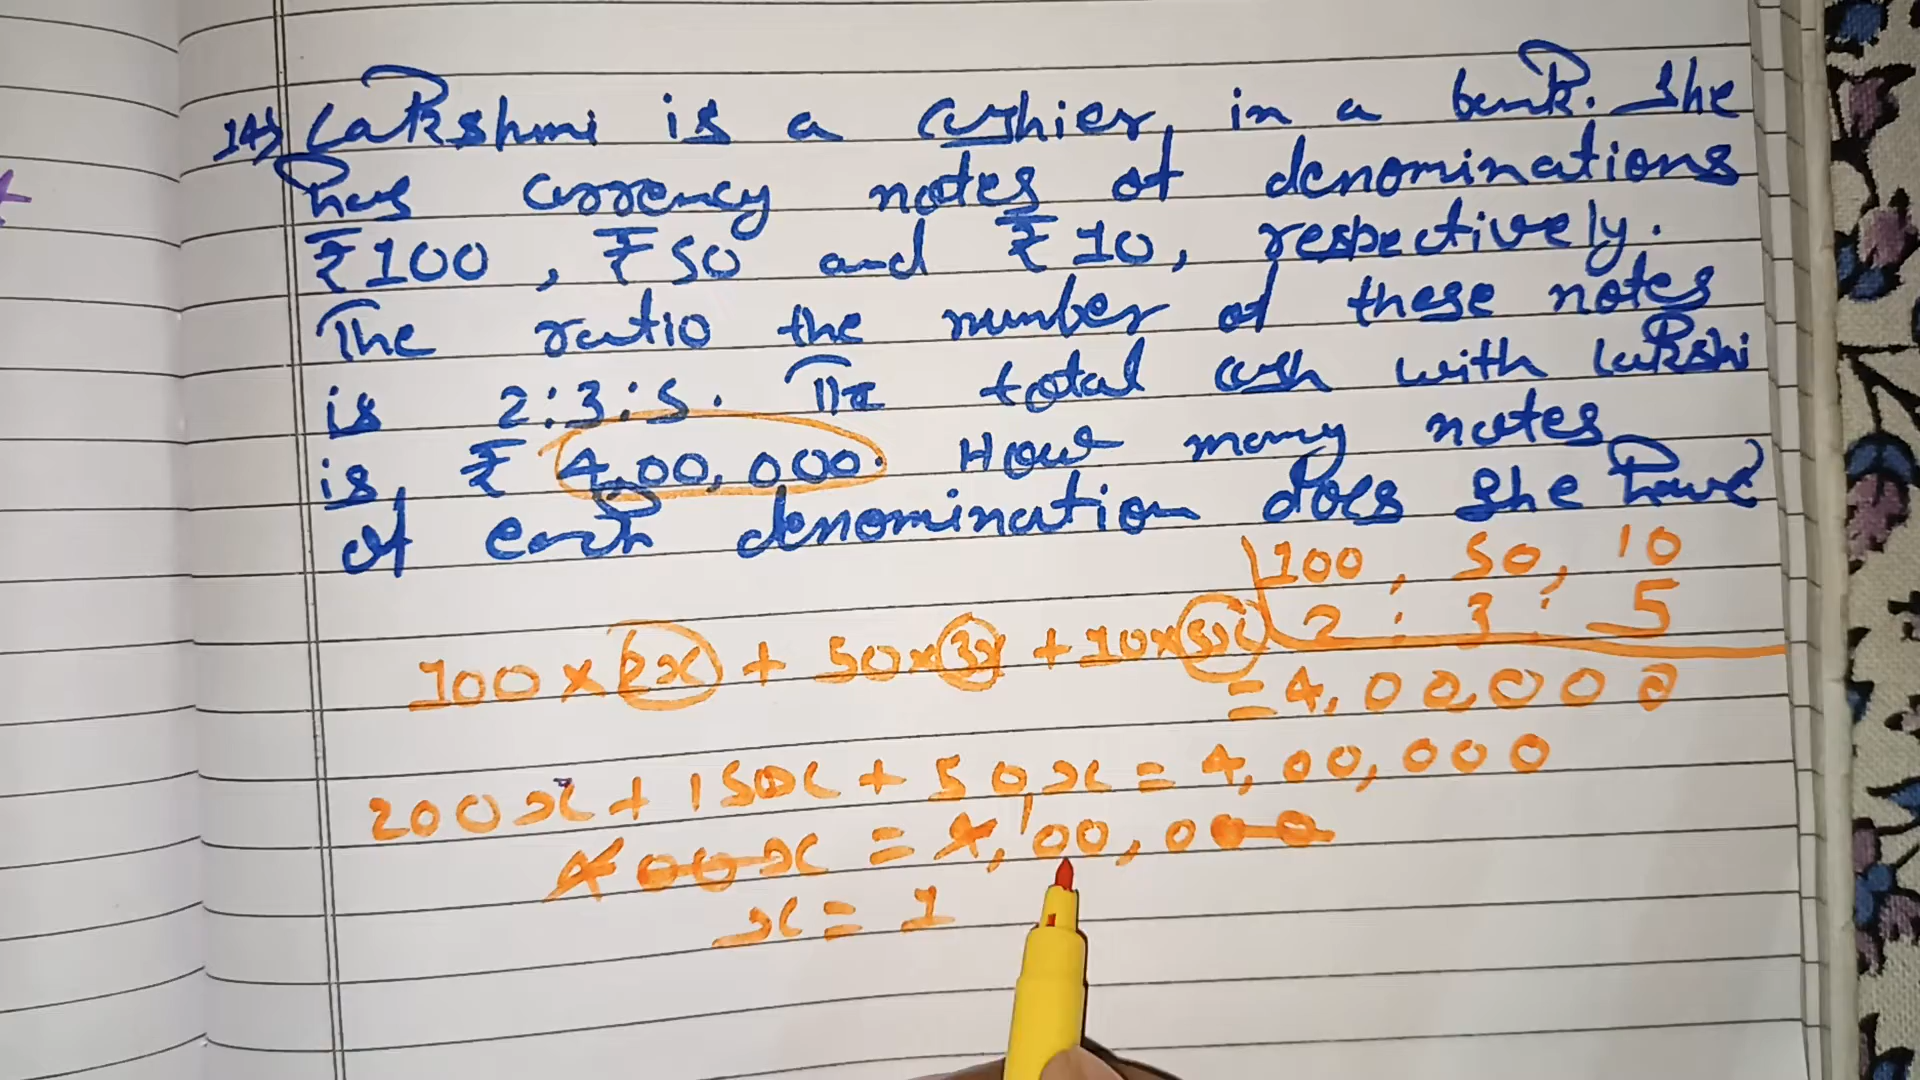 14) Lakshmi is a cashier, in a bank. She
has currency notes of denominations
₹100, ₹50 and ₹10, respectively.
The ratio the number of these notes
is 2:3:5. The total cash with Lakshi
is, ₹ 4,00,000. How many notes
of each denomination does she have
100, 50, 10
2 : 3 : 5
100 × 2x + 50 × 3x + 10 × 5x
= 4,00,000
200x + 150x + 50x = 4,00,000
400x = 4,00,000
1
x = 1